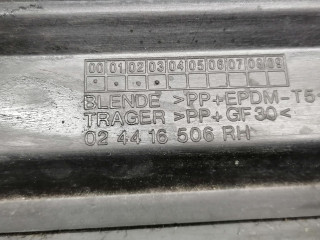 00 01 02 03 04 05 06 07 08 09
BLENDE >PP+EPDM-T5
TRAGER >PP+GF30<
02 44 16 506 RH